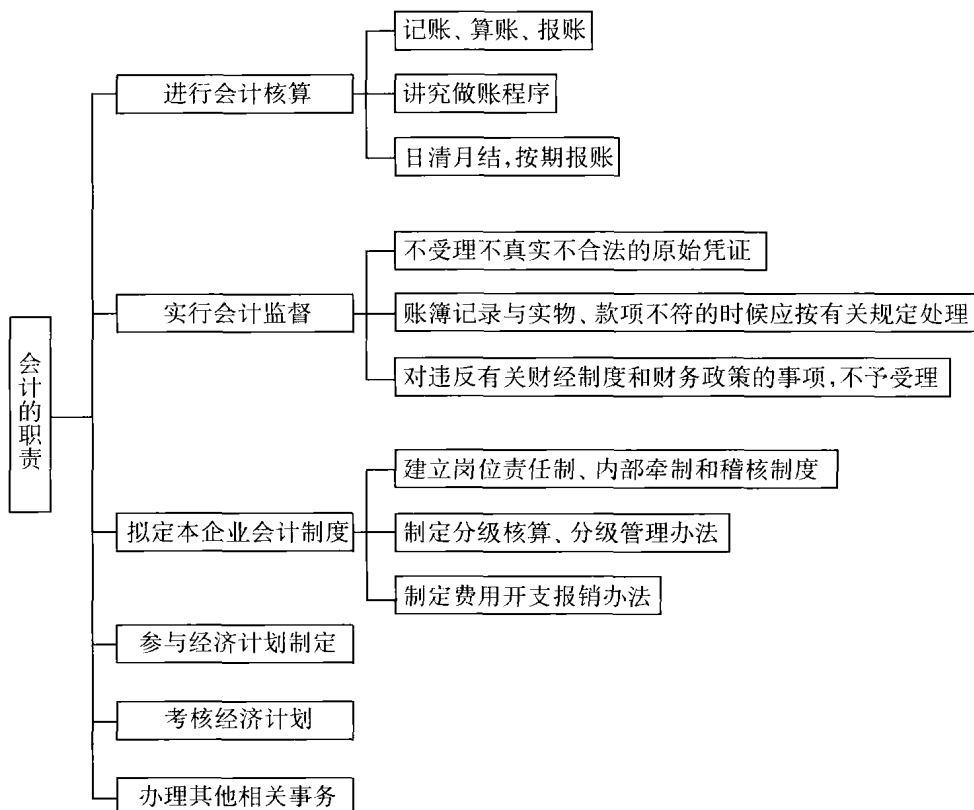 会计的职责
进行会计核算
记账、算账、报账
讲究做账程序
日清月结,按期报账
实行会计监督
不受理不真实不合法的原始凭证
账簿记录与实物、款项不符的时候应按有关规定处理
对违反有关财经制度和财务政策的事项,不予受理
拟定本企业会计制度
建立岗位责任制、内部牵制和稽核制度
制定分级核算、分级管理办法
制定费用开支报销办法
参与经济计划制定
考核经济计划
办理其他相关事务